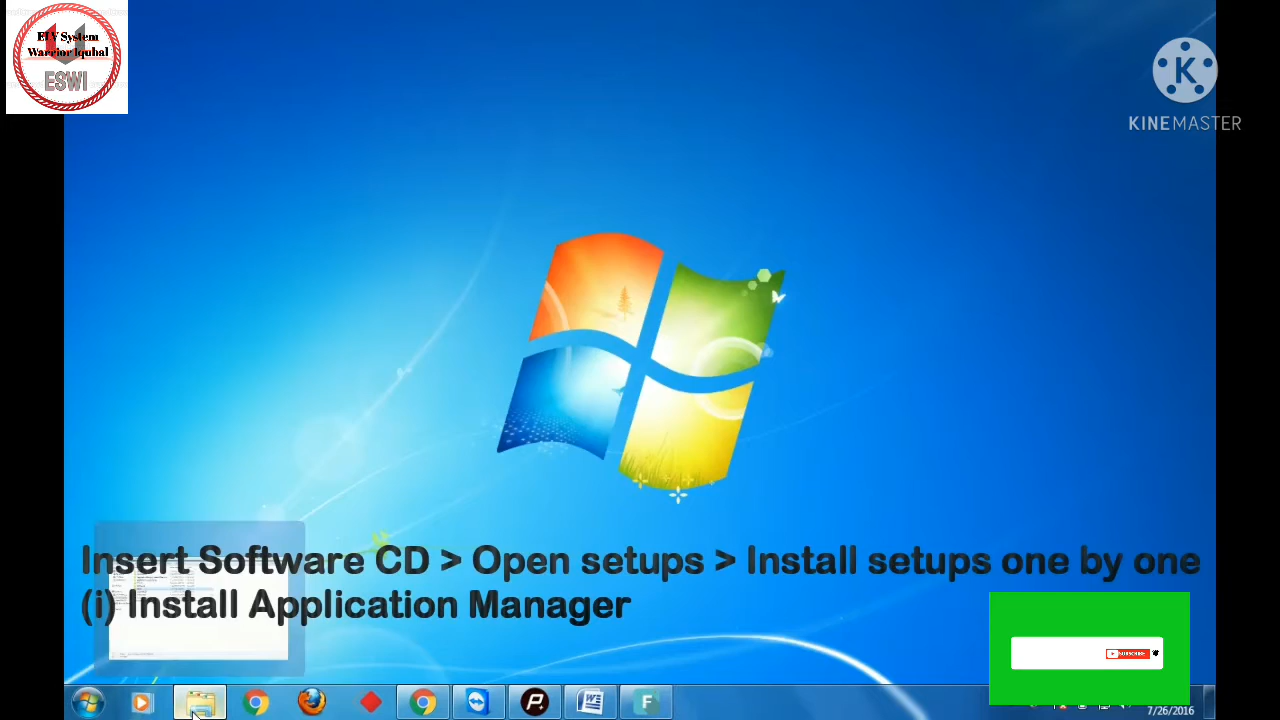 ELV System
Warrior Iqubal
ESWI
K
KINEMASTER
Insert Software CD > Open setups > Install setups one by one
(i) Install Application Manager
SUBSCRIBE
7/26/2016